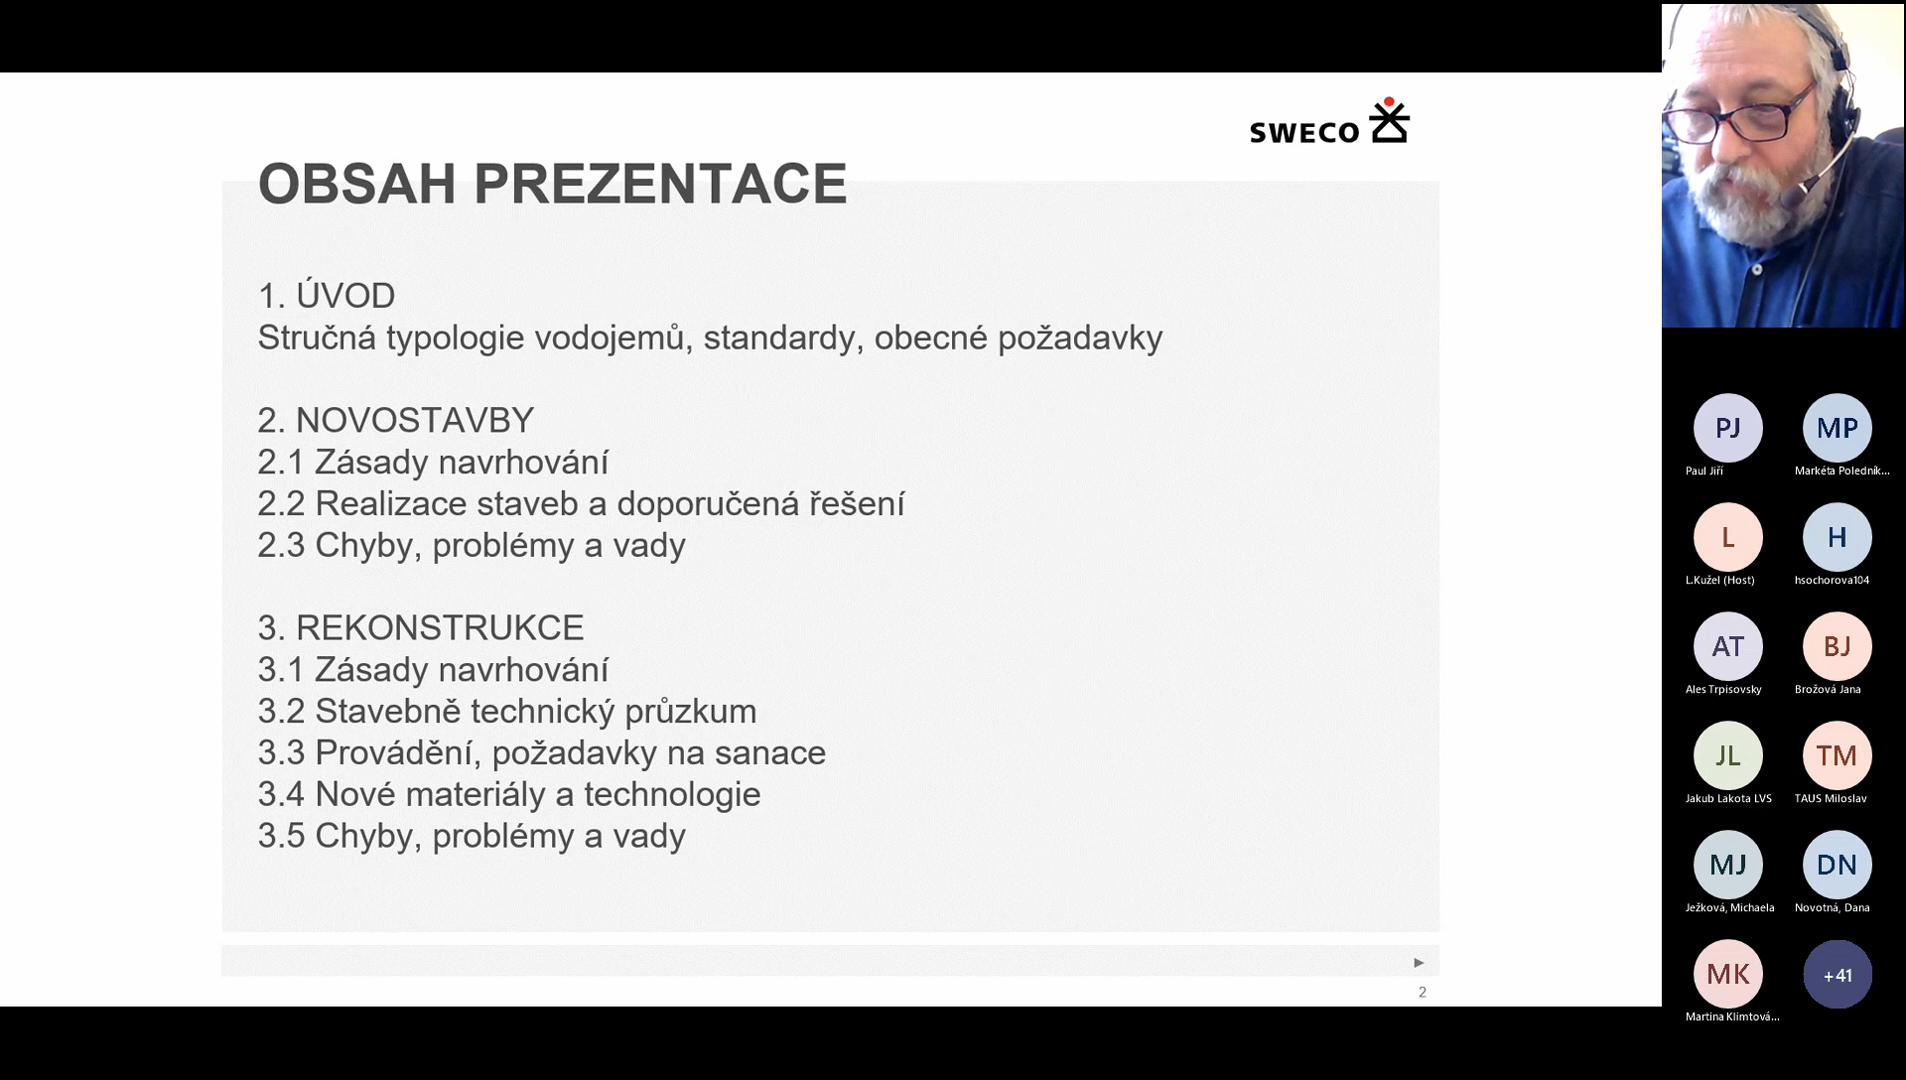 SWECO
OBSAH PREZENTACE
1. ÚVOD
Stručná typologie vodojemů, standardy, obecné požadavky
2. NOVOSTAVBY
2.1 Zásady navrhování
2.2 Realizace staveb a doporučená řešení
2.3 Chyby, problémy a vady
3. REKONSTRUKCE
3.1 Zásady navrhování
3.2 Stavebně technický průzkum
3.3 Provádění, požadavky na sanace
3.4 Nové materiály a technologie
3.5 Chyby, problémy a vady
2
PJ
Paul Jiří
MP
Markéta Poledník...
L
L.Kužel (Host)
H
hsochorova104
AT
Ales Trpisovsky
BJ
Brožová Jana
JL
Jakub Lakota LVS
TM
TAUS Miloslav
MJ
Ježková, Michaela
DN
Novotná, Dana
MK
Martina Klimtová...
+41